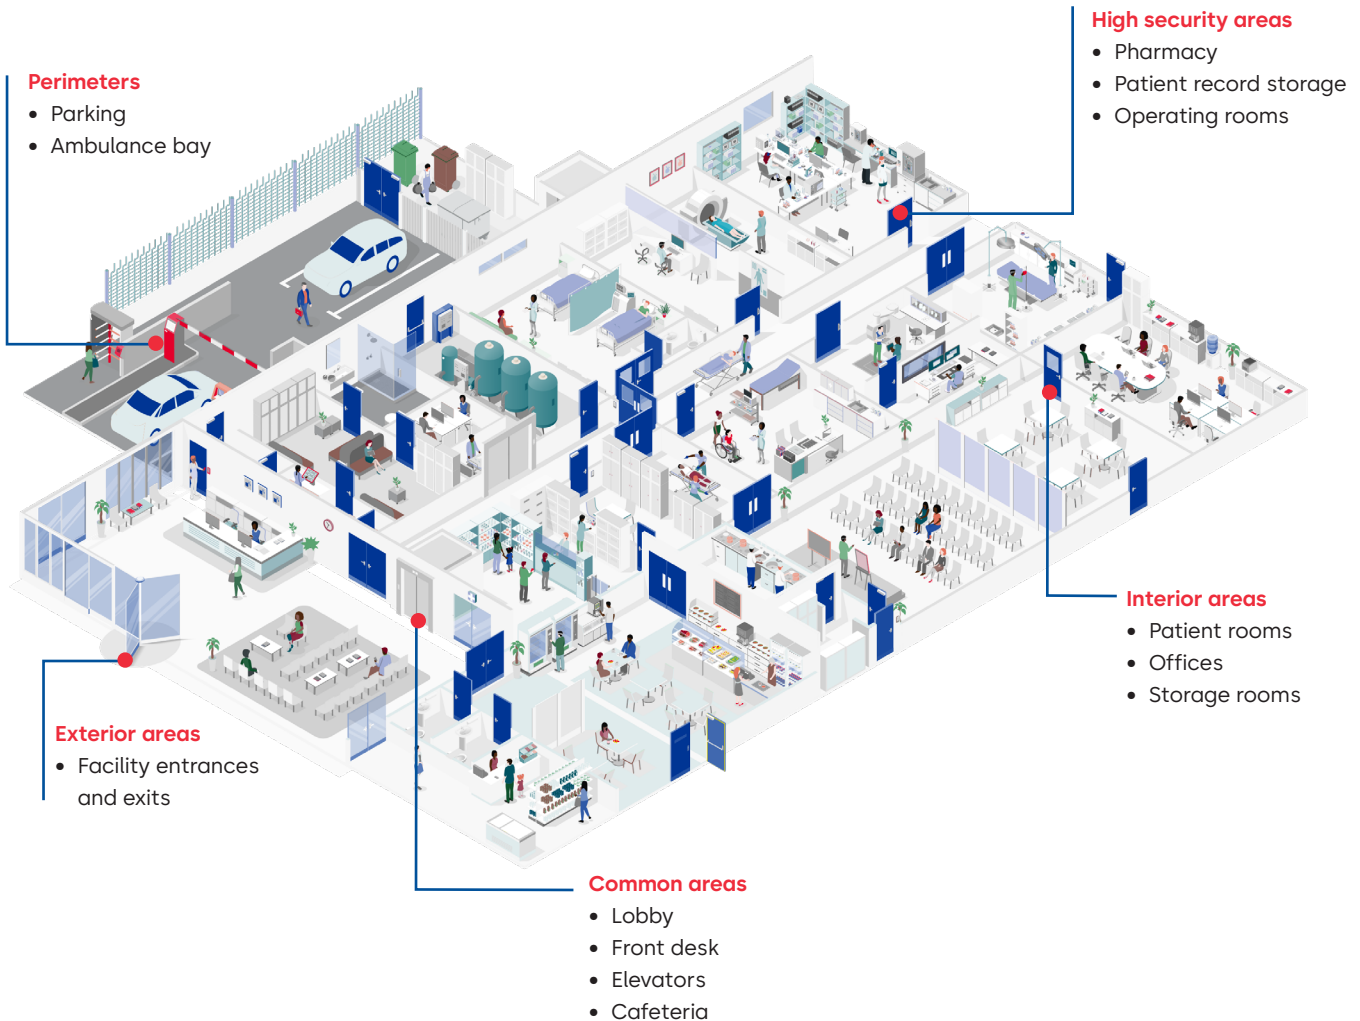 High security areas
• Pharmacy
• Patient record storage
• Operating rooms
Perimeters
• Parking
• Ambulance bay
Interior areas
• Patient rooms
• Offices
• Storage rooms
Exterior areas
• Facility entrances
and exits
Common areas
• Lobby
• Front desk
• Elevators
• Cafeteria